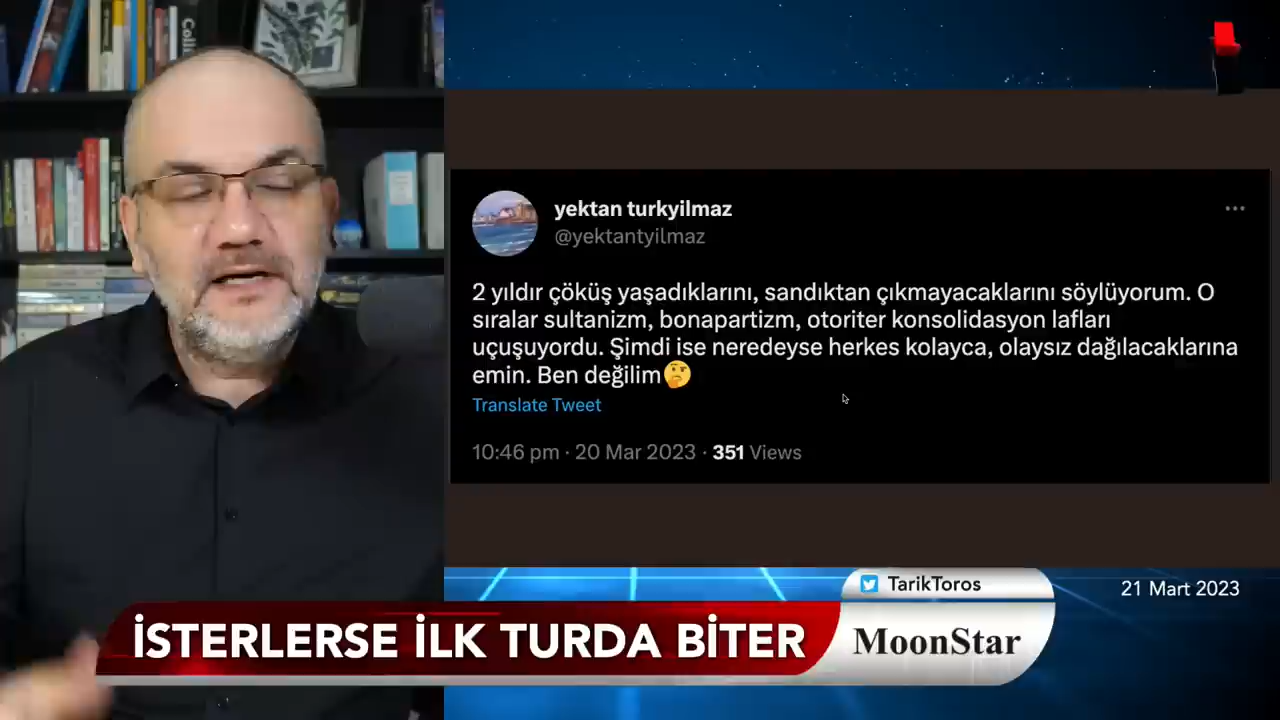 yektan turkyilmaz
@yektantyilmaz
2 yıldır çöküş yaşadıklarını, sandıktan çıkmayacaklarını söylüyorum. O
sıralar sultanizm, bonapartizm, otoriter konsolidasyon lafları
uçuşuyordu. Şimdi ise neredeyse herkes kolayca, olaysız dağılacaklarına
emin. Ben değilim🤔
Translate Tweet
10:46 pm · 20 Mar 2023 · 351 Views
TarikToros
21 Mart 2023
İSTERLERSE İLK TURDA BİTER
MoonStar